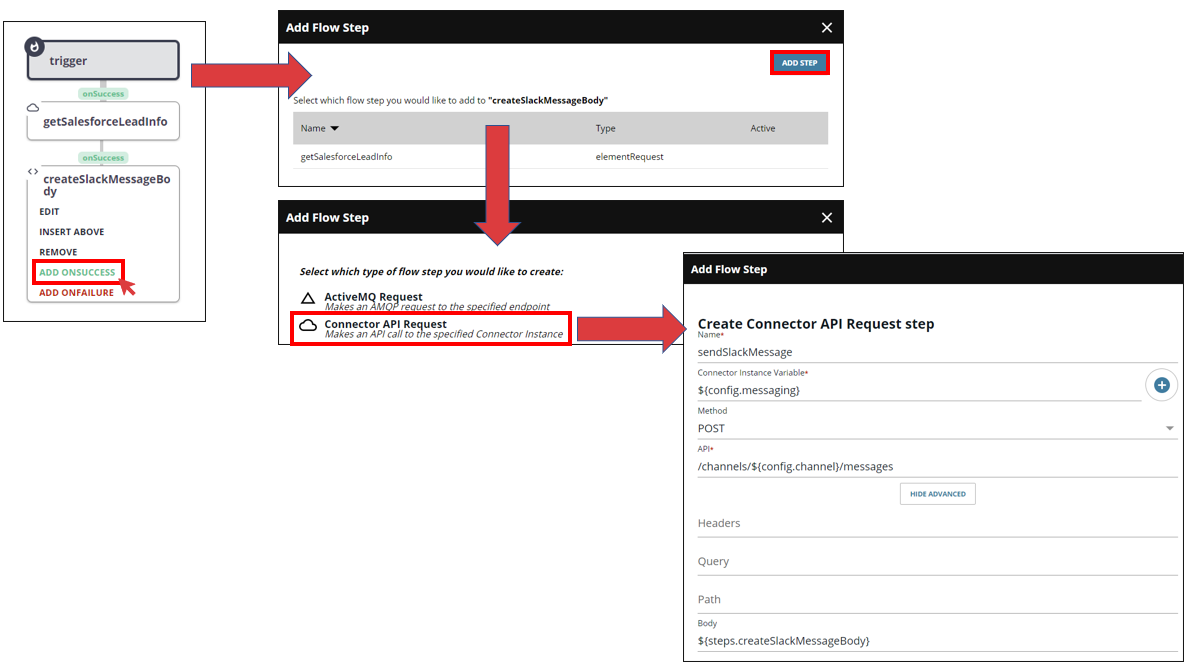 trigger
onSuccess
getSalesforceLeadInfo
onSuccess
createSlackMessageBo
dy
EDIT
INSERT ABOVE
REMOVE
ADD ONSUCCESS
ADD ONFAILURE
Add Flow Step
ADD STEP
Select which flow step you would like to add to "createSlackMessageBody"
Name Type Active
getSalesforceLeadInfo elementRequest
Add Flow Step
Select which type of flow step you would like to create:
ActiveMQ Request
Makes an AMQP request to the specified endpoint
Connector API Request
Makes an API call to the specified Connector Instance
Add Flow Step
Create Connector API Request step
Name*
sendSlackMessage
Connector Instance Variable*
${config.messaging}
Method
POST
API*
/channels/${config.channel}/messages
HIDE ADVANCED
Headers
Query
Path
Body
${steps.createSlackMessageBody}